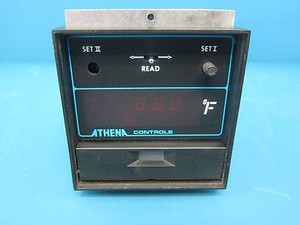 SET II SET I
READ
°F
ATHENA CONTROLS